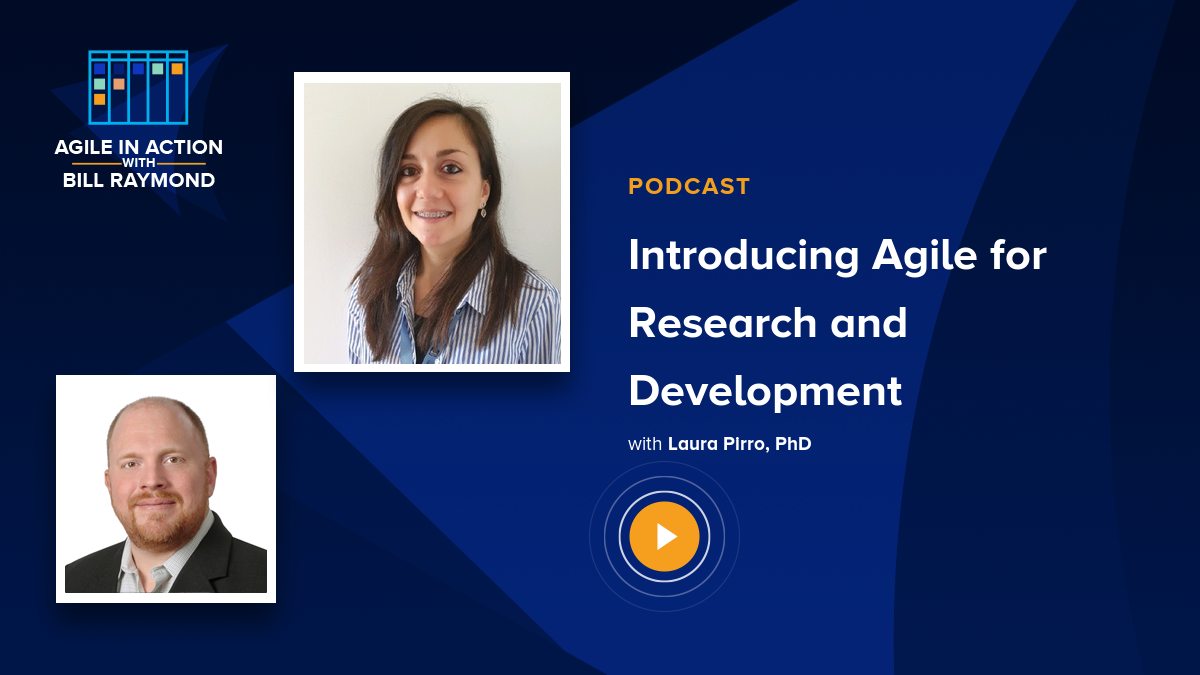 AGILE IN ACTION
WITH
BILL RAYMOND
PODCAST
Introducing Agile for
Research and
Development
with Laura Pirro, PhD